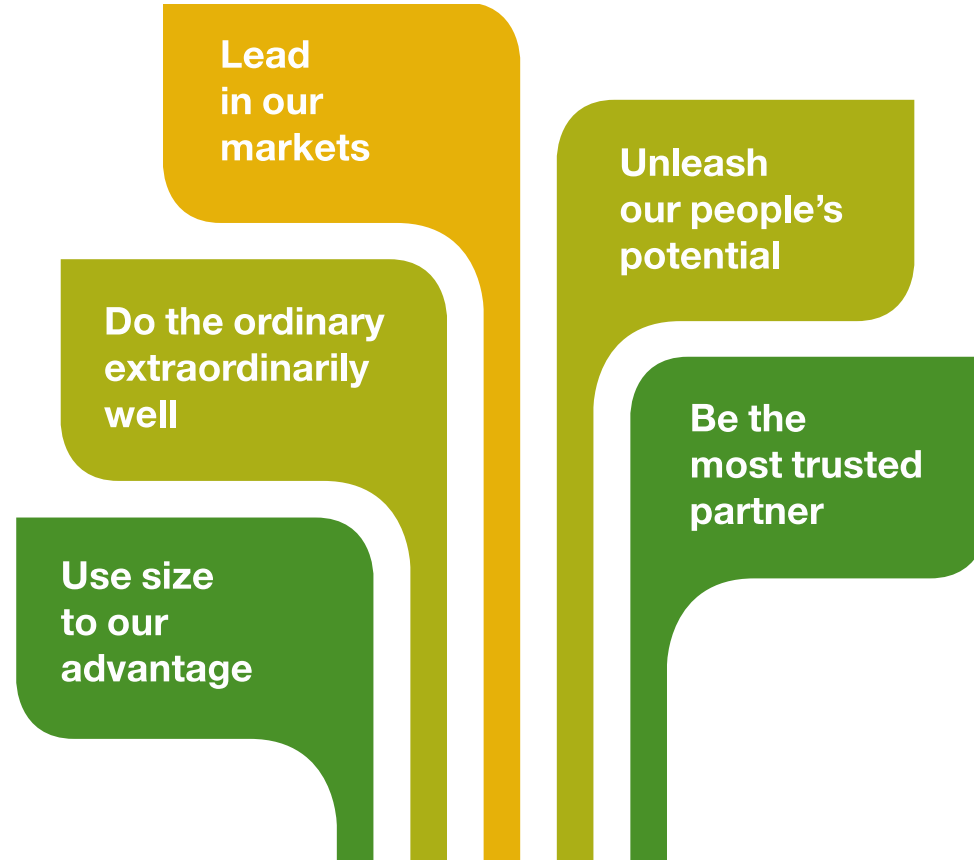 Lead
in our
markets
Unleash
our people’s
potential
Do the ordinary
extraordinarily
well
Be the
most trusted
partner
Use size
to our
advantage